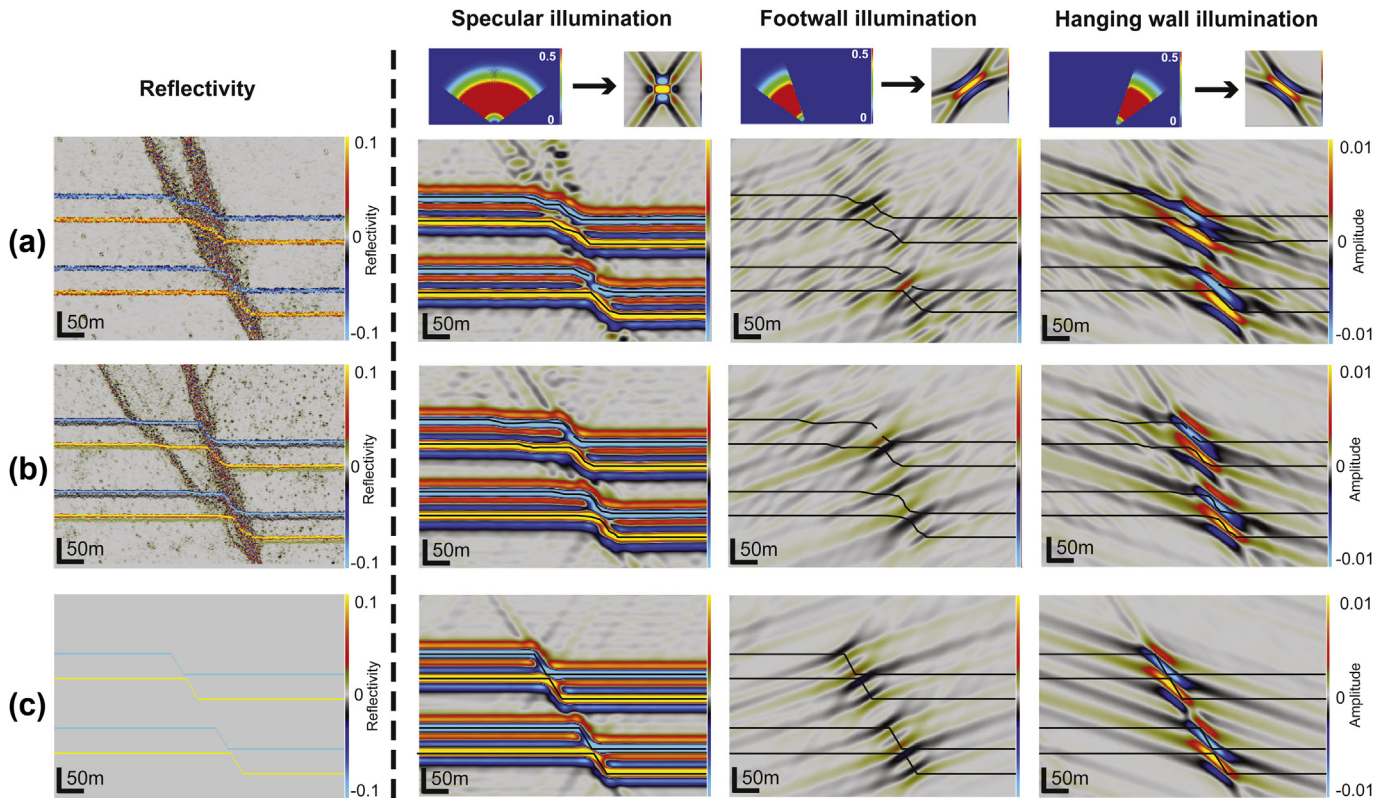 Specular illumination
Footwall illumination
Hanging wall illumination
Reflectivity
0.5
0
0.5
0
0.5
0
(a)
0.1
0
-0.1
Reflectivity
50m
50m
50m
50m
0.01
0
-0.01
Amplitude
(b)
0.1
0
-0.1
Reflectivity
50m
50m
50m
50m
0.01
0
-0.01
Amplitude
(c)
0.1
0
-0.1
Reflectivity
50m
50m
50m
50m
0.01
0
-0.01
Amplitude